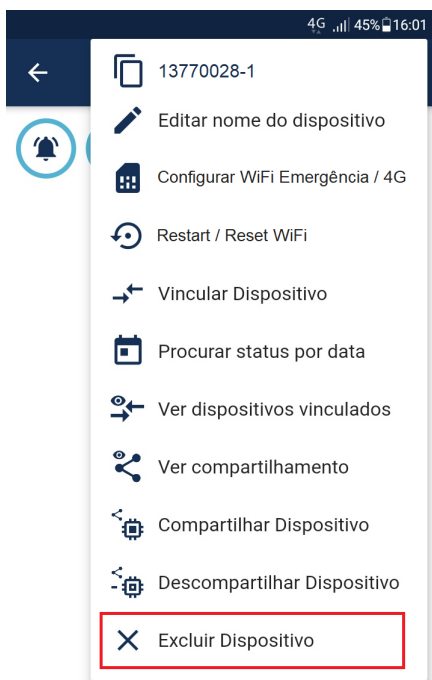 4G 45% 16:01
13770028-1
Editar nome do dispositivo
Configurar WiFi Emergência / 4G
Restart / Reset WiFi
Vincular Dispositivo
Procurar status por data
Ver dispositivos vinculados
Ver compartilhamento
Compartilhar Dispositivo
Descompartilhar Dispositivo
Excluir Dispositivo